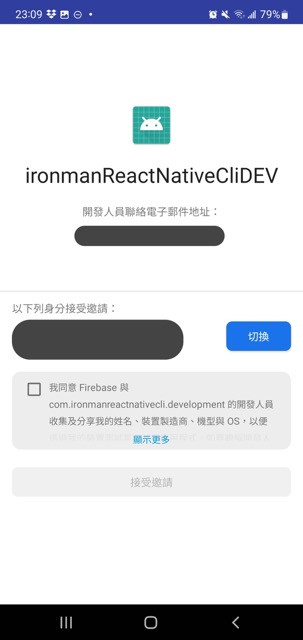 23:09
79%
ironmanReactNativeCliDEV
開發人員聯絡電子郵件地址：
以下列身分接受邀請：
切換
我同意 Firebase 與
com.ironmanreactnativecli.development 的開發人員
收集及分享我的姓名、裝置製造商、機型與 OS，以便
顯示更多
接受邀請